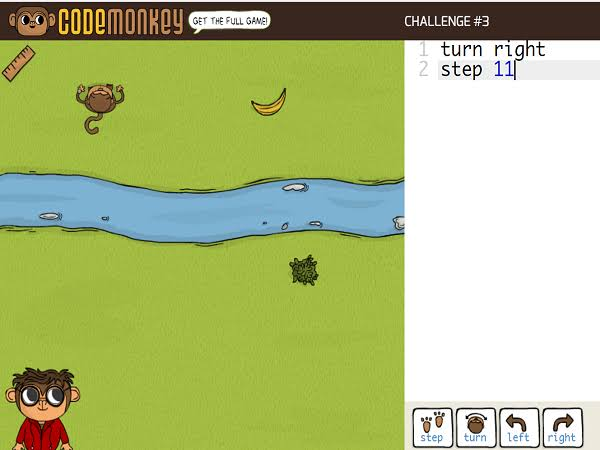 CODEMONKEY
GET THE FULL GAME!
CHALLENGE #3
1 turn right
2 step 11
step turn left right